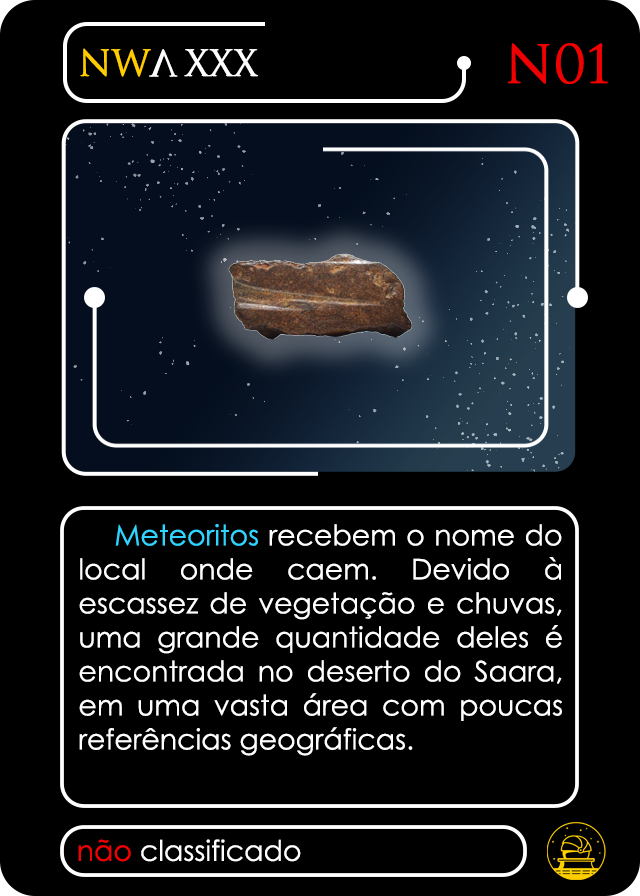 NWΛ XXX
N01
Meteoritos recebem o nome do
local onde caem. Devido à
escassez de vegetação e chuvas,
uma grande quantidade deles é
encontrada no deserto do Saara,
em uma vasta área com poucas
referências geográficas.
não classificado